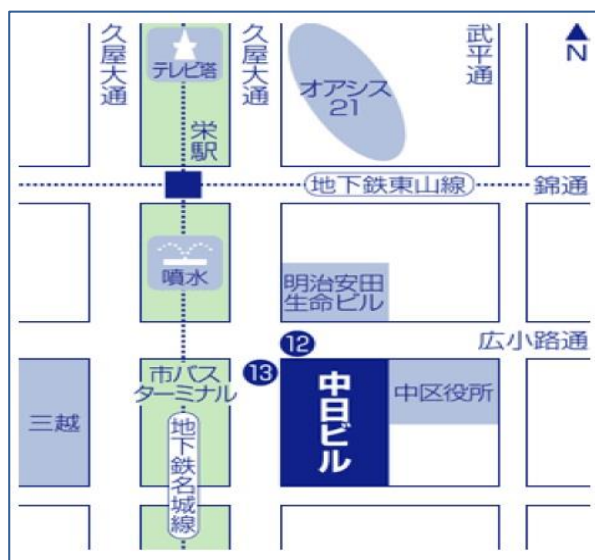 久屋大通
テレビ塔
久屋大通
オアシス
21
武平通
N
栄駅
地下鉄東山線
錦通
噴水
明治安田
生命ビル
広小路通
12
13
市バス
ターミナル
三越
中日ビル
中区役所
地下鉄名城線